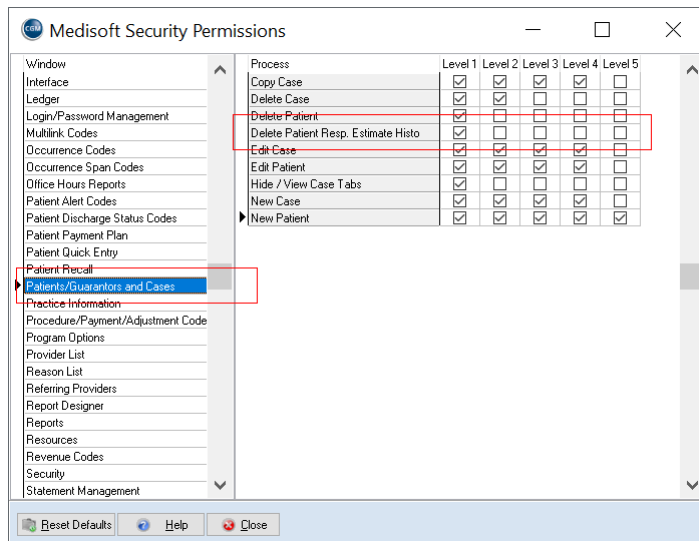 CGM Medisoft Security Permissions
Window
Interface
Ledger
Login/Password Management
Multilink Codes
Occurrence Codes
Occurrence Span Codes
Office Hours Reports
Patient Alert Codes
Patient Discharge Status Codes
Patient Payment Plan
Patient Quick Entry
Patient Recall
Patients/Guarantors and Cases
Practice Information
Procedure/Payment/Adjustment Code
Program Options
Provider List
Reason List
Referring Providers
Report Designer
Reports
Resources
Revenue Codes
Security
Statement Management
Process Level 1 Level 2 Level 3 Level 4 Level 5
Copy Case
Delete Case
Delete Patient
Delete Patient Resp. Estimate Histo
Edit Case
Edit Patient
Hide / View Case Tabs
New Case
New Patient
Reset Defaults Help Close